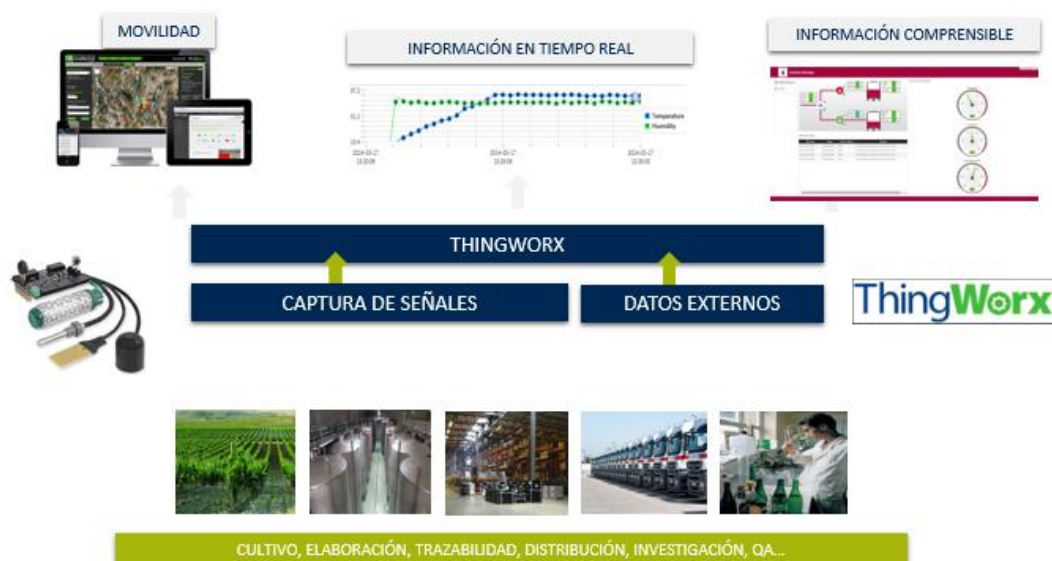 MOVILIDAD
INFORMACIÓN EN TIEMPO REAL
INFORMACIÓN COMPRENSIBLE
Temperature
Humidity
THINGWORX
CAPTURA DE SEÑALES
DATOS EXTERNOS
ThingWorx
CULTIVO, ELABORACIÓN, TRAZABILIDAD, DISTRIBUCIÓN, INVESTIGACIÓN, QA...